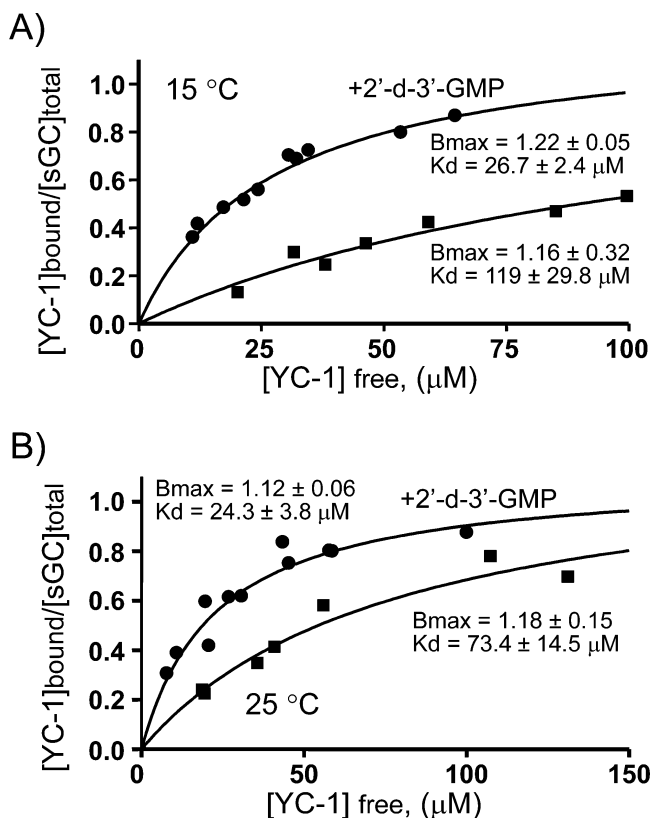 A)
15 °C
+2'-d-3'-GMP
Bmax = 1.22 ± 0.05
Kd = 26.7 ± 2.4 μM
Bmax = 1.16 ± 0.32
Kd = 119 ± 29.8 μM
[YC-1]bound/[sGC]total
1.0
0.8
0.6
0.4
0.2
0.0
0 25 50 75 100
[YC-1] free, (μM)
B)
Bmax = 1.12 ± 0.06
Kd = 24.3 ± 3.8 μM
+2'-d-3'-GMP
Bmax = 1.18 ± 0.15
Kd = 73.4 ± 14.5 μM
25 °C
[YC-1]bound/[sGC]total
1.0
0.8
0.6
0.4
0.2
0.0
0 50 100 150
[YC-1] free, (μM)